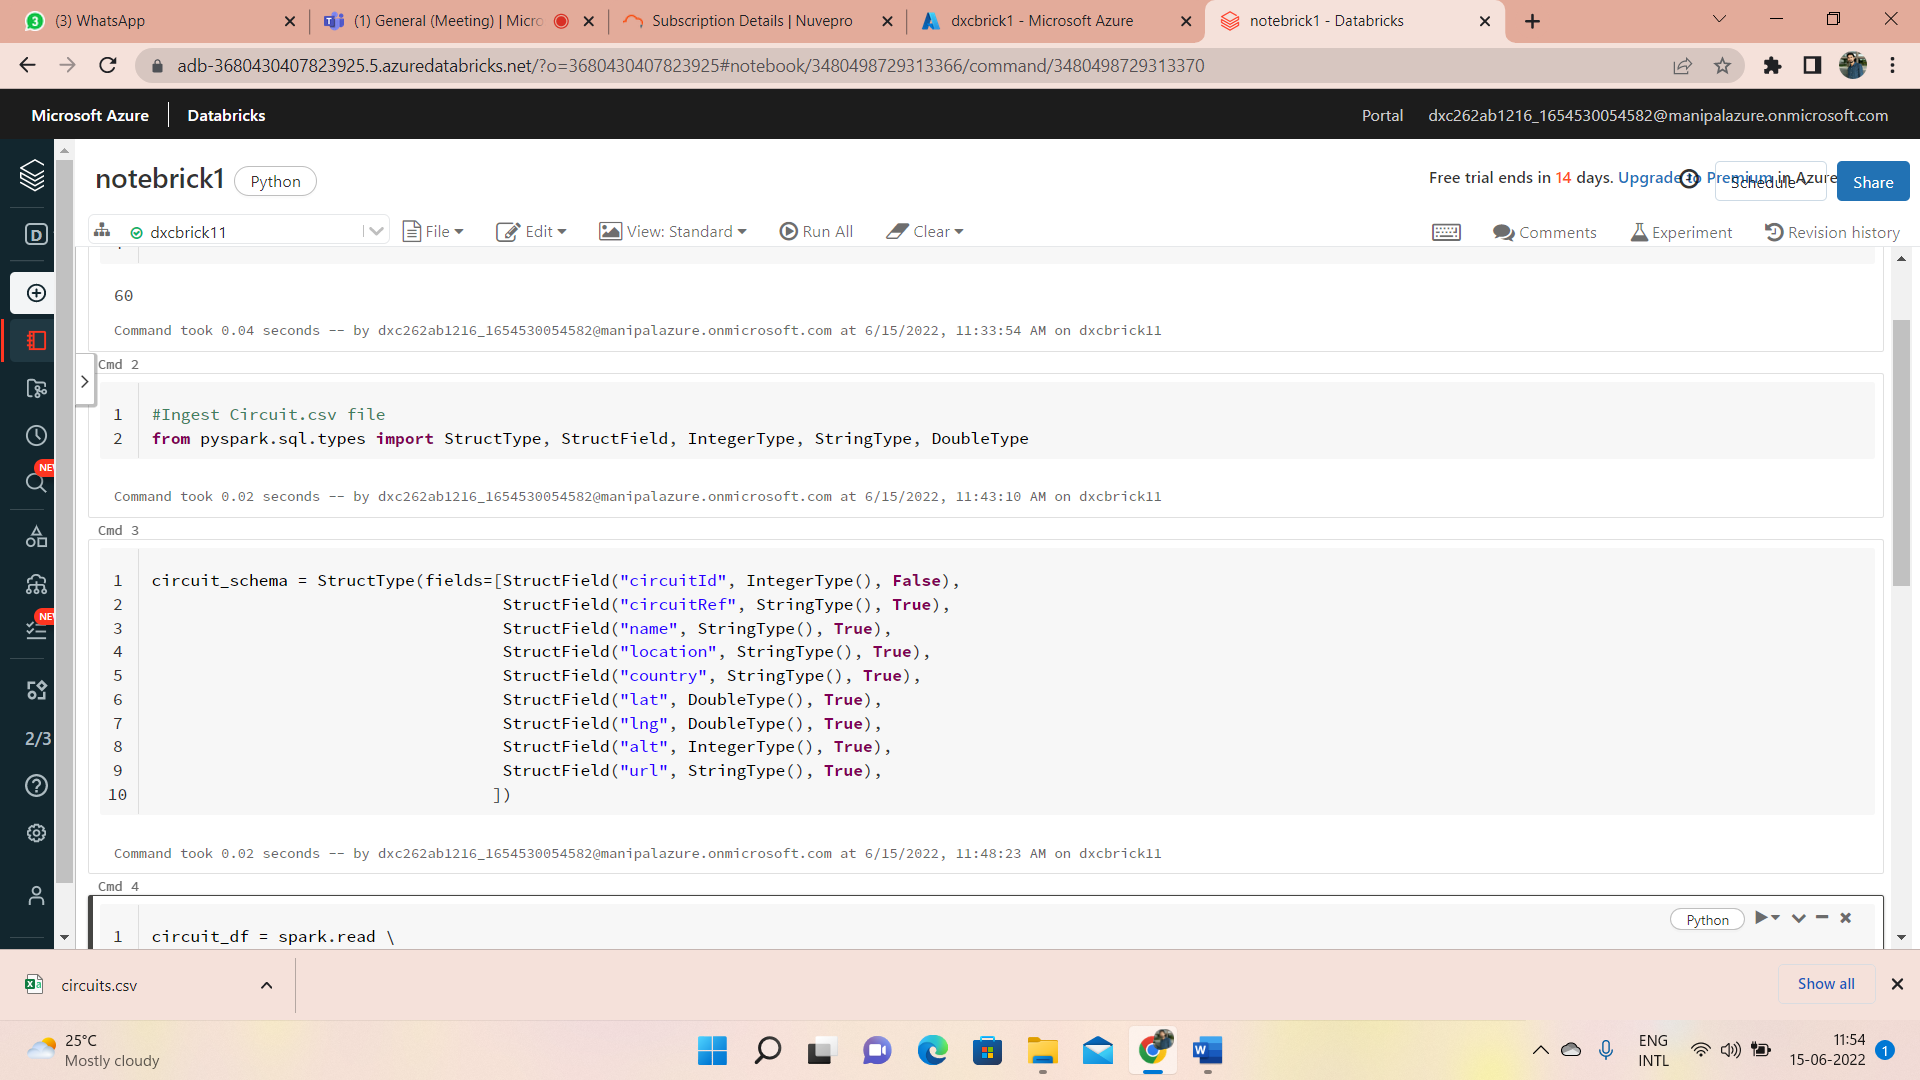 (3) WhatsApp
(1) General (Meeting) | Micro
Subscription Details | Nuvepro
dxcbrick1 - Microsoft Azure
notebrick1 - Databricks
adb-3680430407823925.5.azuredatabricks.net/?o=3680430407823925#notebook/3480498729313366/command/3480498729313370
Microsoft Azure Databricks
Portal dxc262ab1216_1654530054582@manipalazure.onmicrosoft.com
notebrick1 Python
Free trial ends in 14 days. Upgrade to Premium in Azure
Schedule
Share
dxcbrick11 File Edit View: Standard Run All Clear
Comments Experiment Revision history
60
Command took 0.04 seconds -- by dxc262ab1216_1654530054582@manipalazure.onmicrosoft.com at 6/15/2022, 11:33:54 AM on dxcbrick11
Cmd 2
1 #Ingest Circuit.csv file
2 from pyspark.sql.types import StructType, StructField, IntegerType, StringType, DoubleType
Command took 0.02 seconds -- by dxc262ab1216_1654530054582@manipalazure.onmicrosoft.com at 6/15/2022, 11:43:10 AM on dxcbrick11
Cmd 3
1 circuit_schema = StructType(fields=[StructField("circuitId", IntegerType(), False),
2 StructField("circuitRef", StringType(), True),
3 StructField("name", StringType(), True),
4 StructField("location", StringType(), True),
5 StructField("country", StringType(), True),
6 StructField("lat", DoubleType(), True),
7 StructField("lng", DoubleType(), True),
8 StructField("alt", IntegerType(), True),
9 StructField("url", StringType(), True),
10 ])
Command took 0.02 seconds -- by dxc262ab1216_1654530054582@manipalazure.onmicrosoft.com at 6/15/2022, 11:48:23 AM on dxcbrick11
Cmd 4
Python
1 circuit_df = spark.read \
D
NEW
NEW
2/3
circuits.csv
Show all
25°C
Mostly cloudy
ENG
INTL
11:54
15-06-2022
1